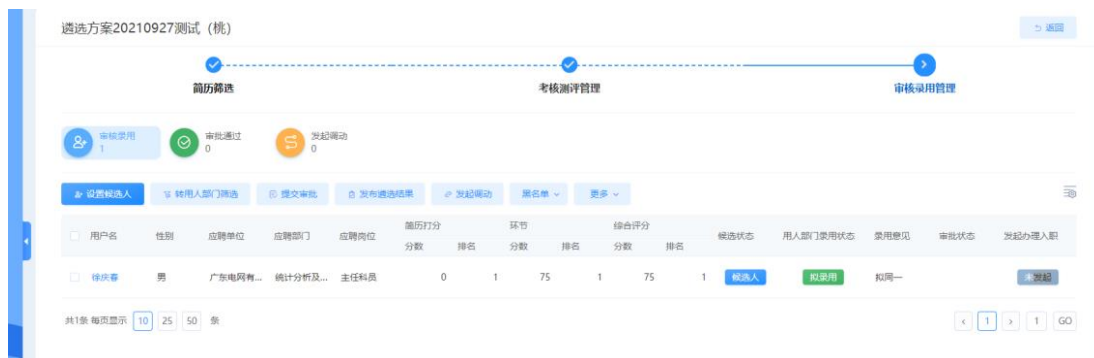 遴选方案20210927测试（桃）
返回
简历筛选
考核测评管理
审核录用管理
审核录用
1
审批通过
0
发起调动
0
设置候选人 转用人部门筛选 提交审批 发布遴选结果 发起调动 黑名单 更多
用户名 性别 应聘单位 应聘部门 应聘岗位 简历打分 环节 综合评分 候选状态 用人部门录用状态 录用意见 审批状态 发起办理入职
分数 排名 分数 排名 分数 排名
徐庆春 男 广东电网有... 统计分析及... 主任科员 0 1 75 1 75 1 候选人 拟录用 拟同一 未发起
共1条 每页显示 10 25 50 条 1 1 GO